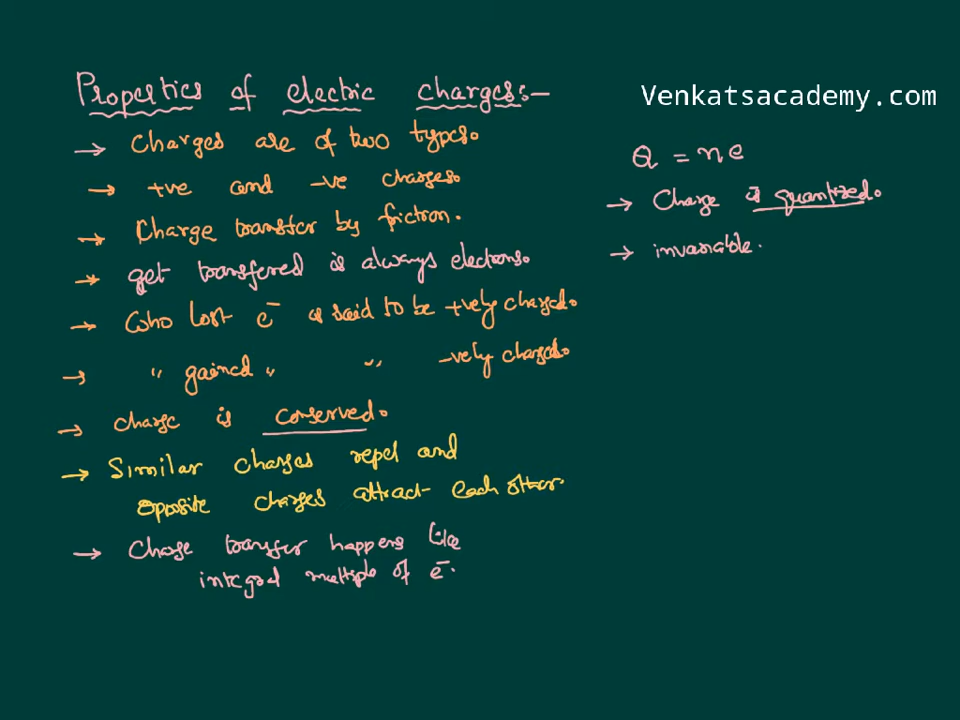 Properties of electric charges:-
→ Charges are of two types.
→ +ve and -ve charges.
→ Charge transfer by friction.
→ get transferred is always electrons.
→ Who lost e⁻ is said to be +vely charged.
→ " gained " " -vely charged.
→ charge is conserved.
→ Similar charges repel and
opposite charges attract each other.
→ Charge transfer happens like
integral multiple of e⁻.
Venkatsacademy.com
Q = ne
→ Charge is quantized.
→ invariable.